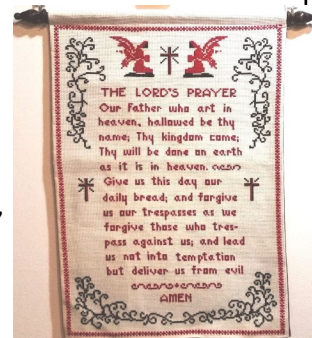 THE LORD'S PRAYER
Our Father who art in
heaven, hallowed be thy
name; Thy kingdom come;
Thy will be done on earth
as it is in heaven.
Give us this day our
daily bread; and forgive
us our trespasses as we
forgive those who tres-
pass against us; and lead
us not into temptation
but deliver us from evil
AMEN